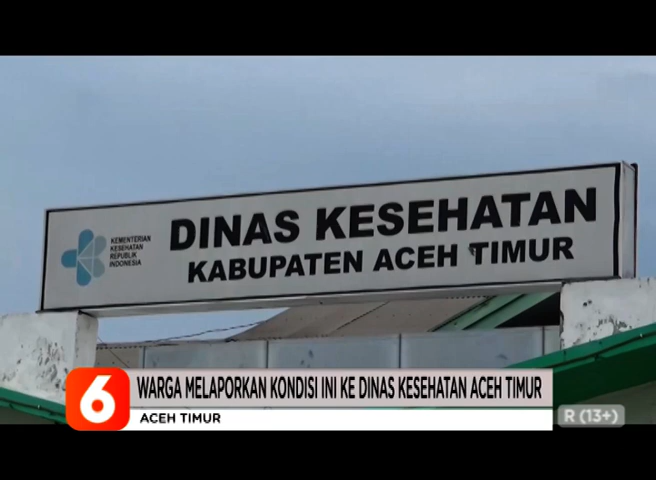 KEMENTERIAN
KESEHATAN
REPUBLIK
INDONESIA
DINAS KESEHATAN
KABUPATEN ACEH TIMUR
6
WARGA MELAPORKAN KONDISI INI KE DINAS KESEHATAN ACEH TIMUR
ACEH TIMUR
R (13+)